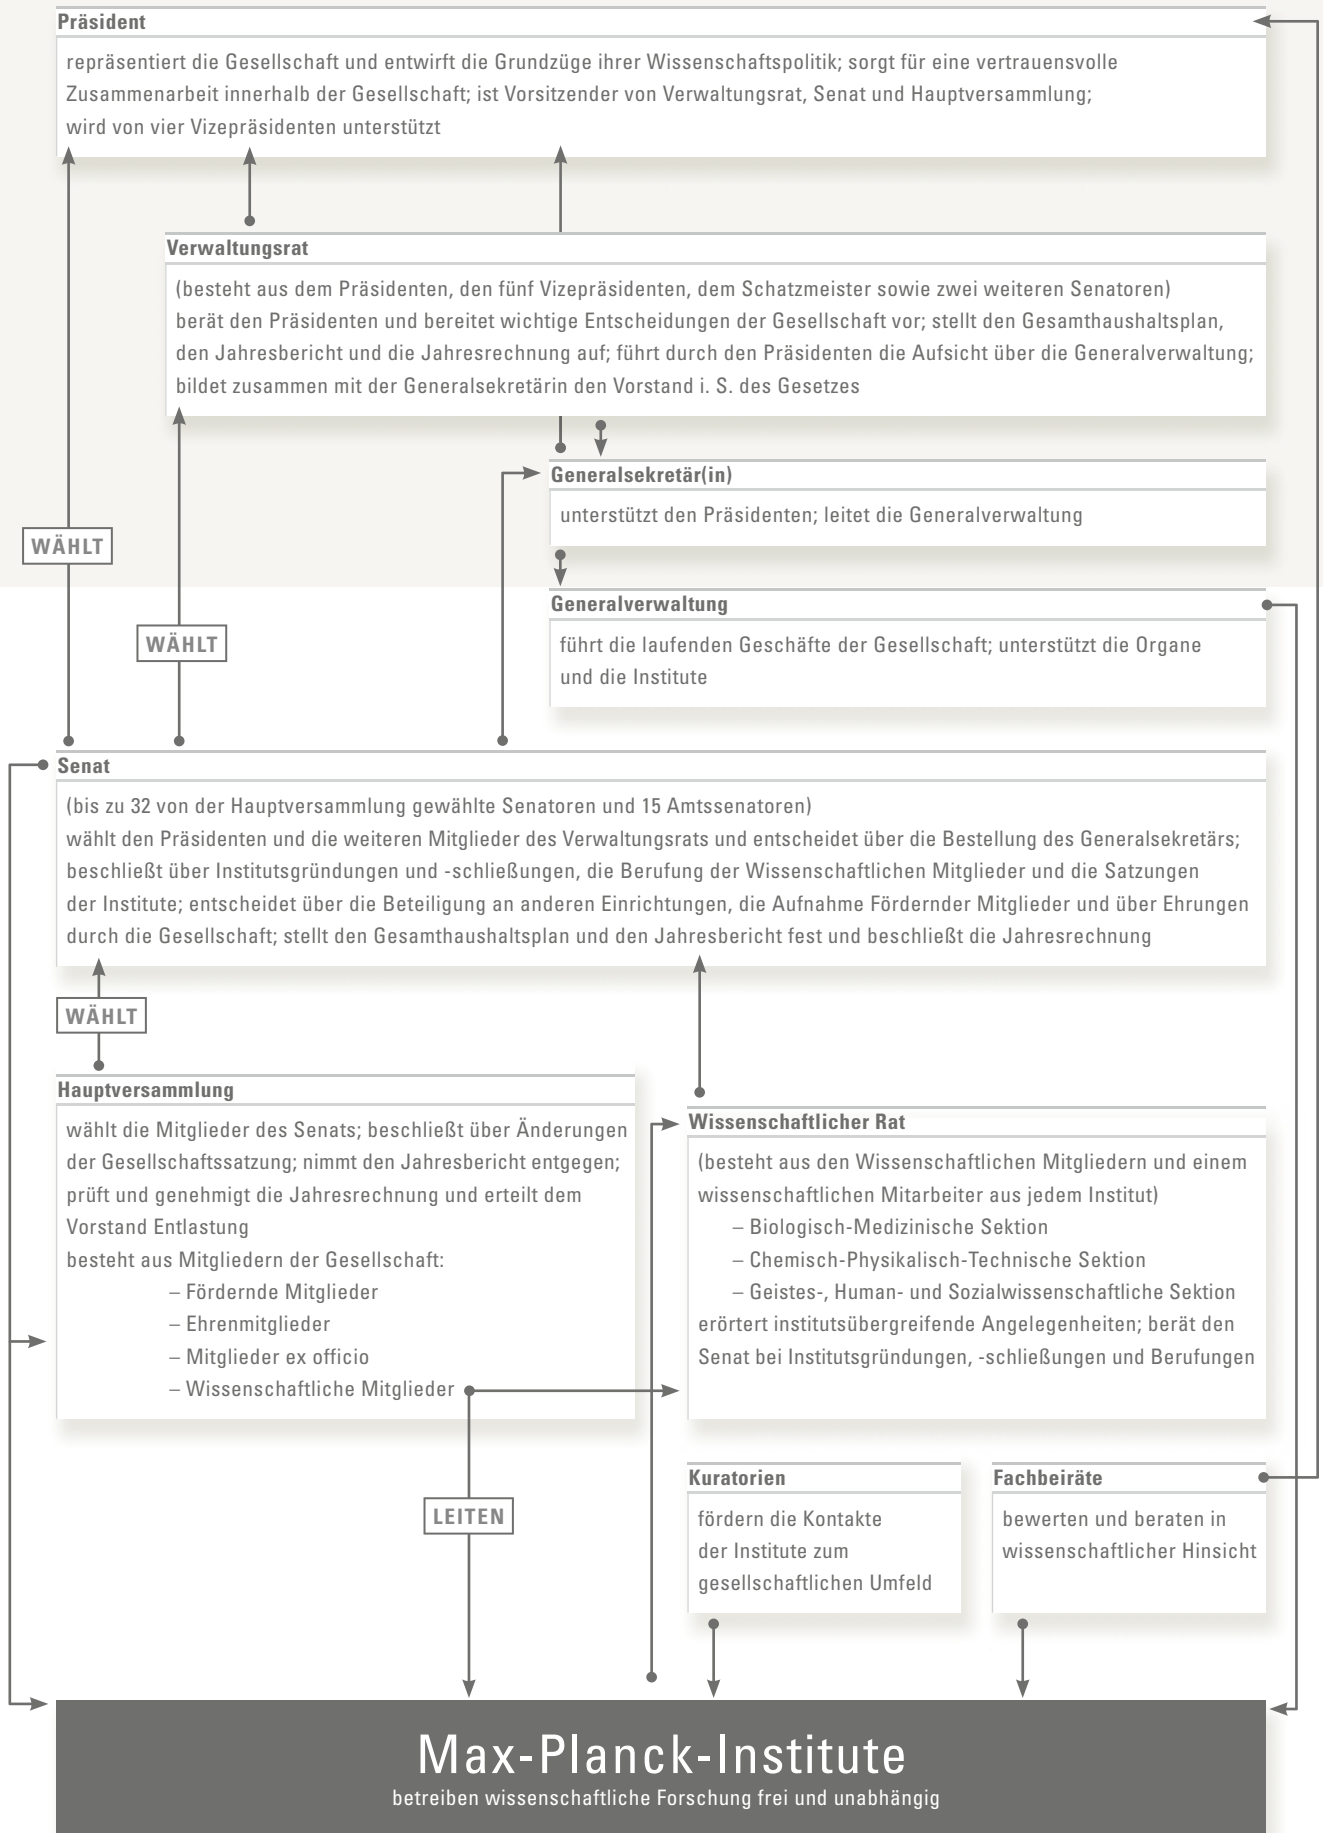 Präsident
repräsentiert die Gesellschaft und entwirft die Grundzüge ihrer Wissenschaftspolitik; sorgt für eine vertrauensvolle
Zusammenarbeit innerhalb der Gesellschaft; ist Vorsitzender von Verwaltungsrat, Senat und Hauptversammlung;
wird von vier Vizepräsidenten unterstützt
Verwaltungsrat
(besteht aus dem Präsidenten, den fünf Vizepräsidenten, dem Schatzmeister sowie zwei weiteren Senatoren)
berät den Präsidenten und bereitet wichtige Entscheidungen der Gesellschaft vor; stellt den Gesamthaushaltsplan,
den Jahresbericht und die Jahresrechnung auf; führt durch den Präsidenten die Aufsicht über die Generalverwaltung;
bildet zusammen mit der Generalsekretärin den Vorstand i. S. des Gesetzes
Generalsekretär(in)
unterstützt den Präsidenten; leitet die Generalverwaltung
WÄHLT
Generalverwaltung
führt die laufenden Geschäfte der Gesellschaft; unterstützt die Organe
und die Institute
WÄHLT
Senat
(bis zu 32 von der Hauptversammlung gewählte Senatoren und 15 Amtssenatoren)
wählt den Präsidenten und die weiteren Mitglieder des Verwaltungsrats und entscheidet über die Bestellung des Generalsekretärs;
beschließt über Institutsgründungen und -schließungen, die Berufung der Wissenschaftlichen Mitglieder und die Satzungen
der Institute; entscheidet über die Beteiligung an anderen Einrichtungen, die Aufnahme Fördernder Mitglieder und über Ehrungen
durch die Gesellschaft; stellt den Gesamthaushaltsplan und den Jahresbericht fest und beschließt die Jahresrechnung
WÄHLT
Hauptversammlung
wählt die Mitglieder des Senats; beschließt über Änderungen
der Gesellschaftssatzung; nimmt den Jahresbericht entgegen;
prüft und genehmigt die Jahresrechnung und erteilt dem
Vorstand Entlastung
besteht aus Mitgliedern der Gesellschaft:
– Fördernde Mitglieder
– Ehrenmitglieder
– Mitglieder ex officio
– Wissenschaftliche Mitglieder
Wissenschaftlicher Rat
(besteht aus den Wissenschaftlichen Mitgliedern und einem
wissenschaftlichen Mitarbeiter aus jedem Institut)
– Biologisch-Medizinische Sektion
– Chemisch-Physikalisch-Technische Sektion
– Geistes-, Human- und Sozialwissenschaftliche Sektion
erörtert institutsübergreifende Angelegenheiten; berät den
Senat bei Institutsgründungen, -schließungen und Berufungen
LEITEN
Kuratorien
fördern die Kontakte
der Institute zum
gesellschaftlichen Umfeld
Fachbeiräte
bewerten und beraten in
wissenschaftlicher Hinsicht
Max-Planck-Institute
betreiben wissenschaftliche Forschung frei und unabhängig